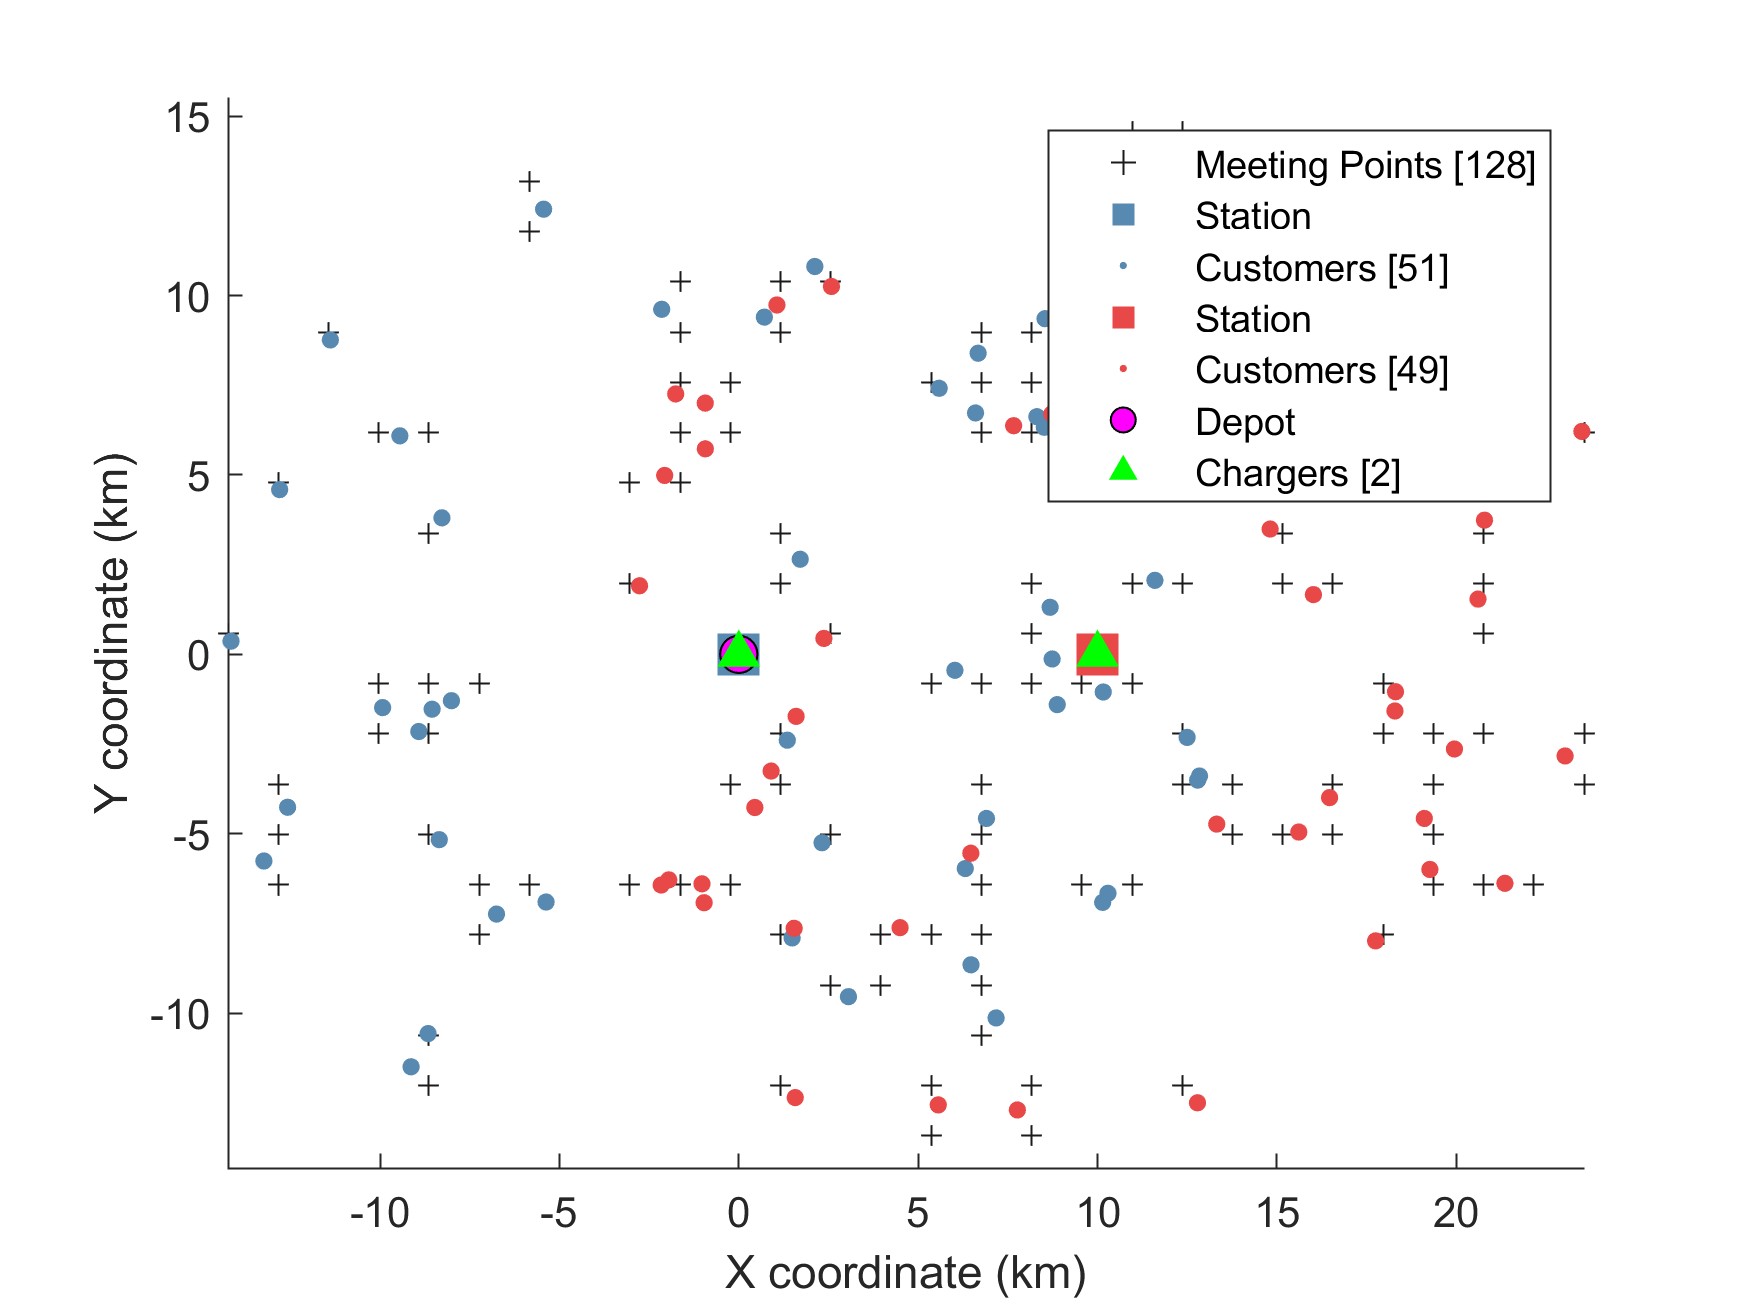 15
10
5
0
-5
-10
Y coordinate (km)
Meeting Points [128]
Station
Customers [51]
Station
Customers [49]
Depot
Chargers [2]
-10 -5 0 5 10 15 20
X coordinate (km)